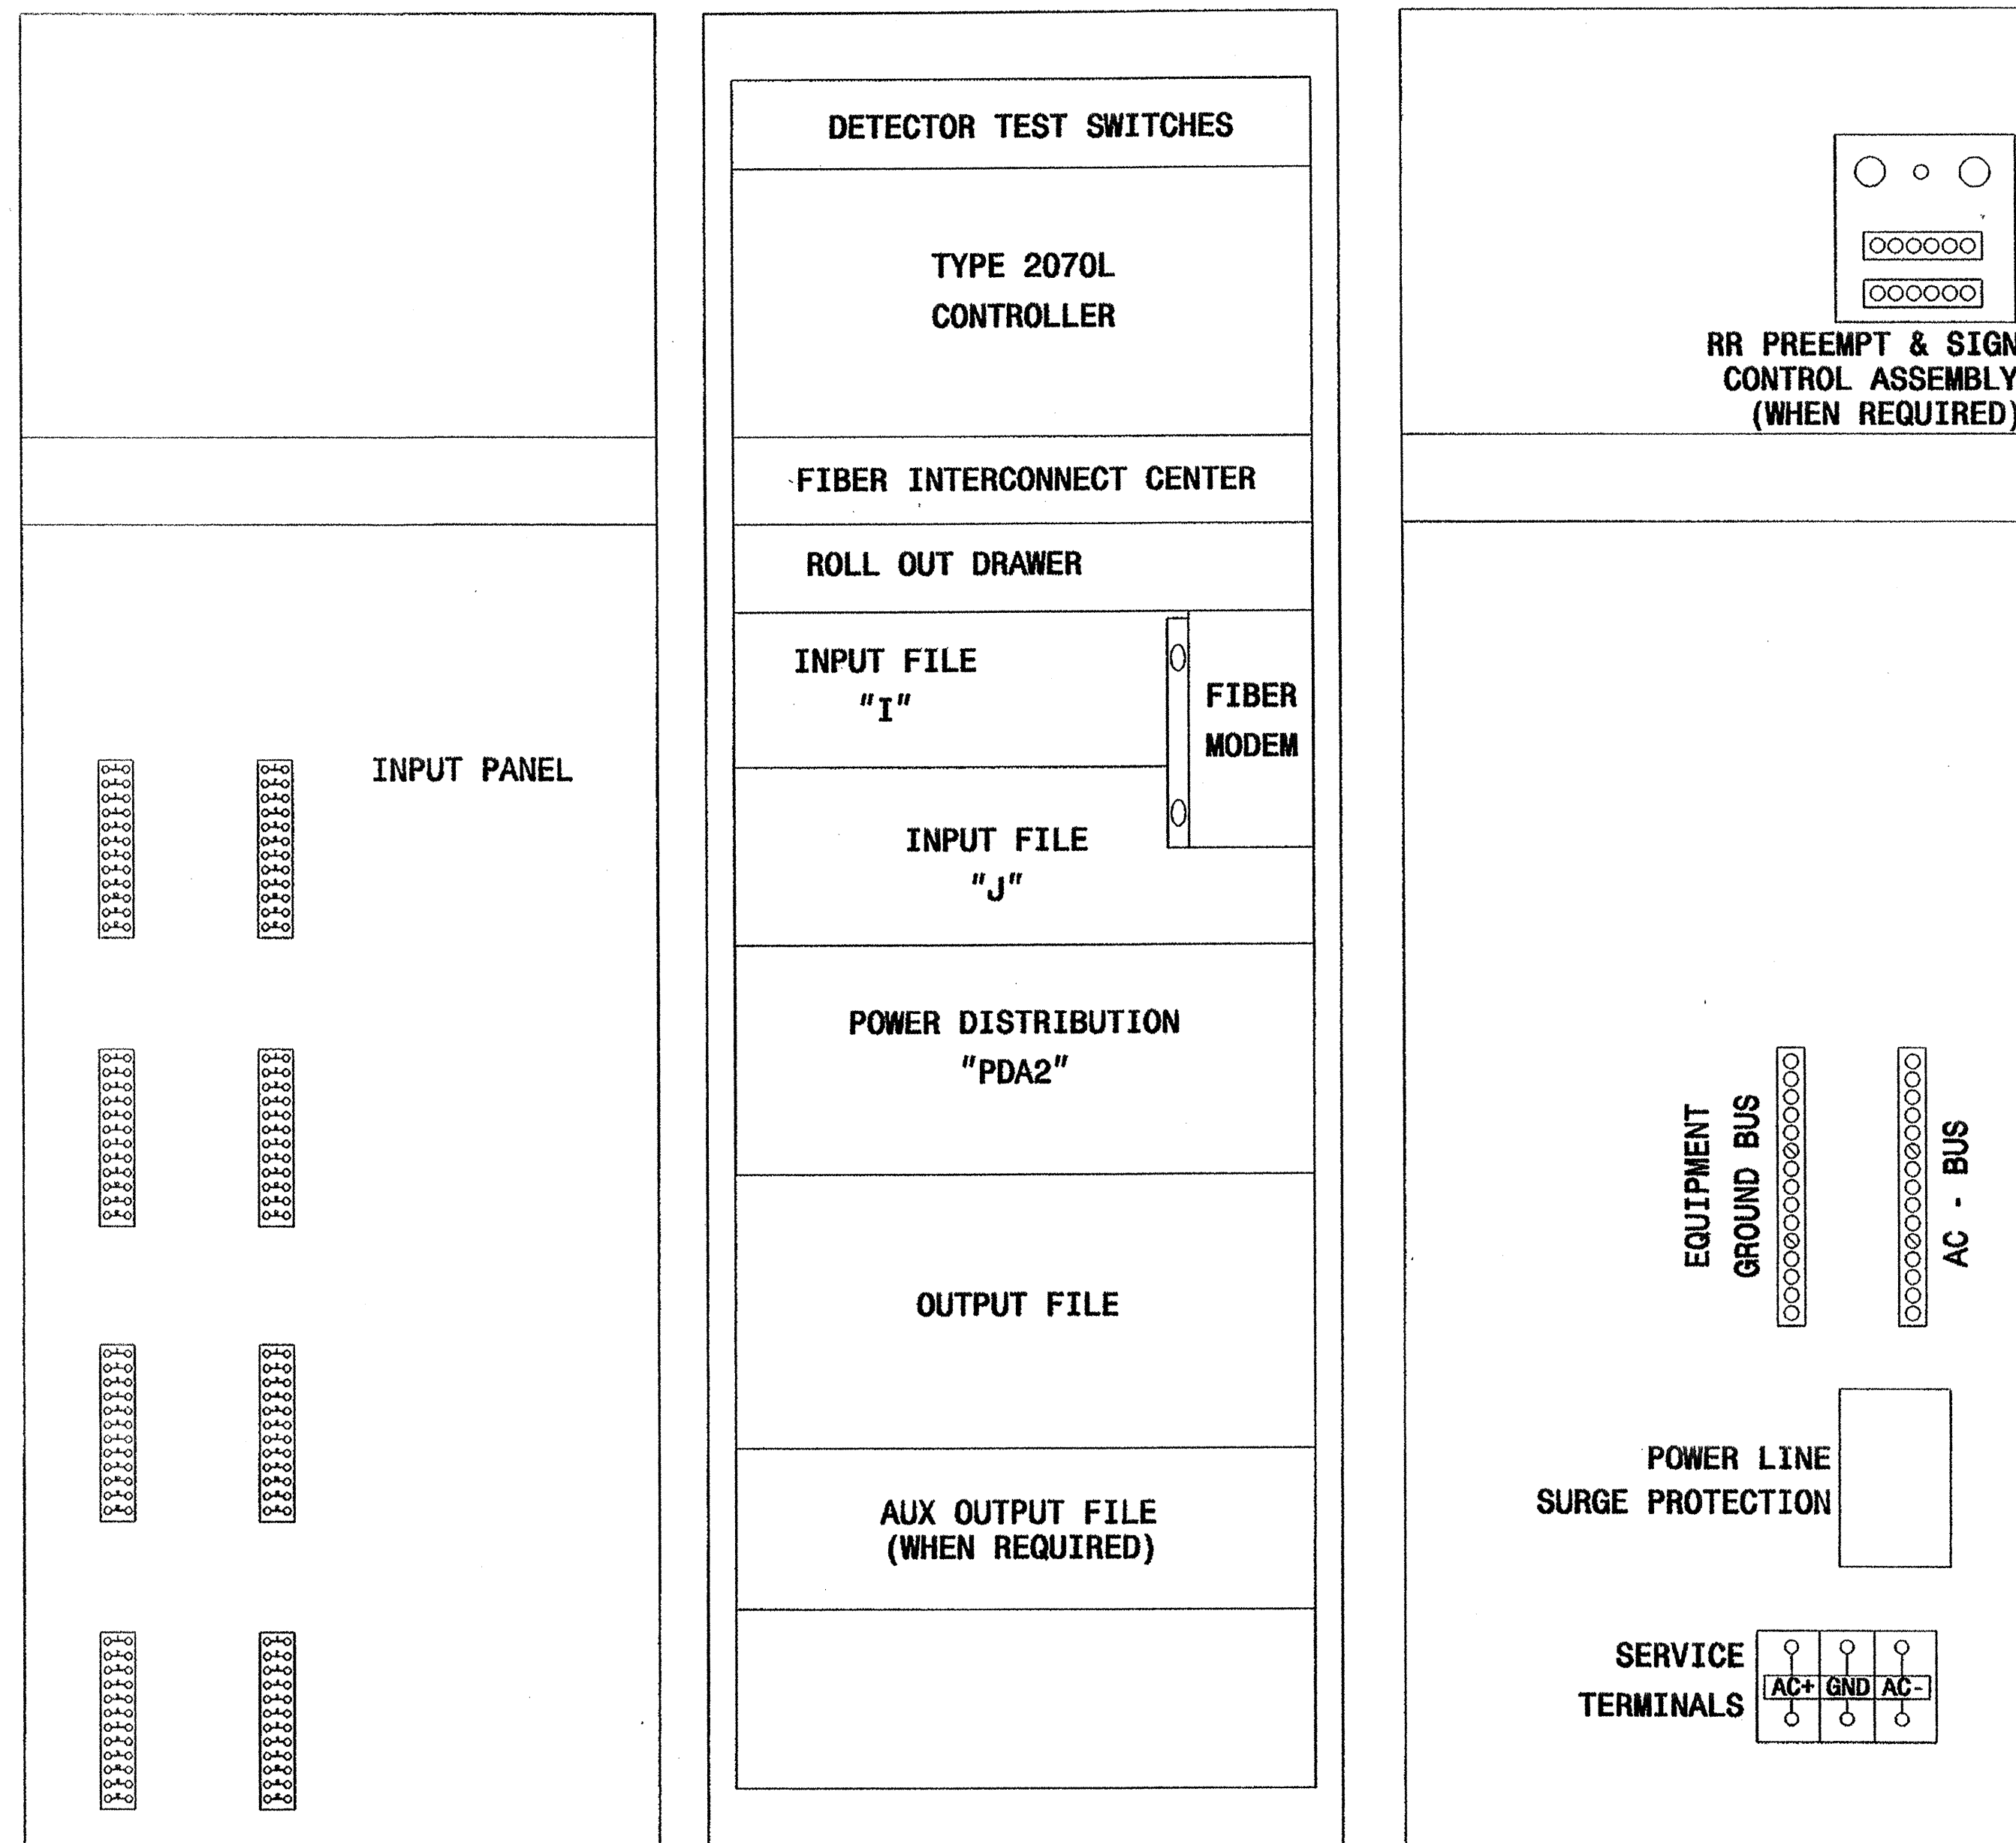 INPUT PANEL
DETECTOR TEST SWITCHES
TYPE 2070L
CONTROLLER
FIBER INTERCONNECT CENTER
ROLL OUT DRAWER
INPUT FILE
"I"
FIBER
MODEM
INPUT FILE
"J"
POWER DISTRIBUTION
"PDA2"
OUTPUT FILE
AUX OUTPUT FILE
(WHEN REQUIRED)
RR PREEMPT & SIGN
CONTROL ASSEMBLY
(WHEN REQUIRED)
EQUIPMENT
GROUND BUS
AC - BUS
POWER LINE
SURGE PROTECTION
SERVICE
TERMINALS
AC+ GND AC-